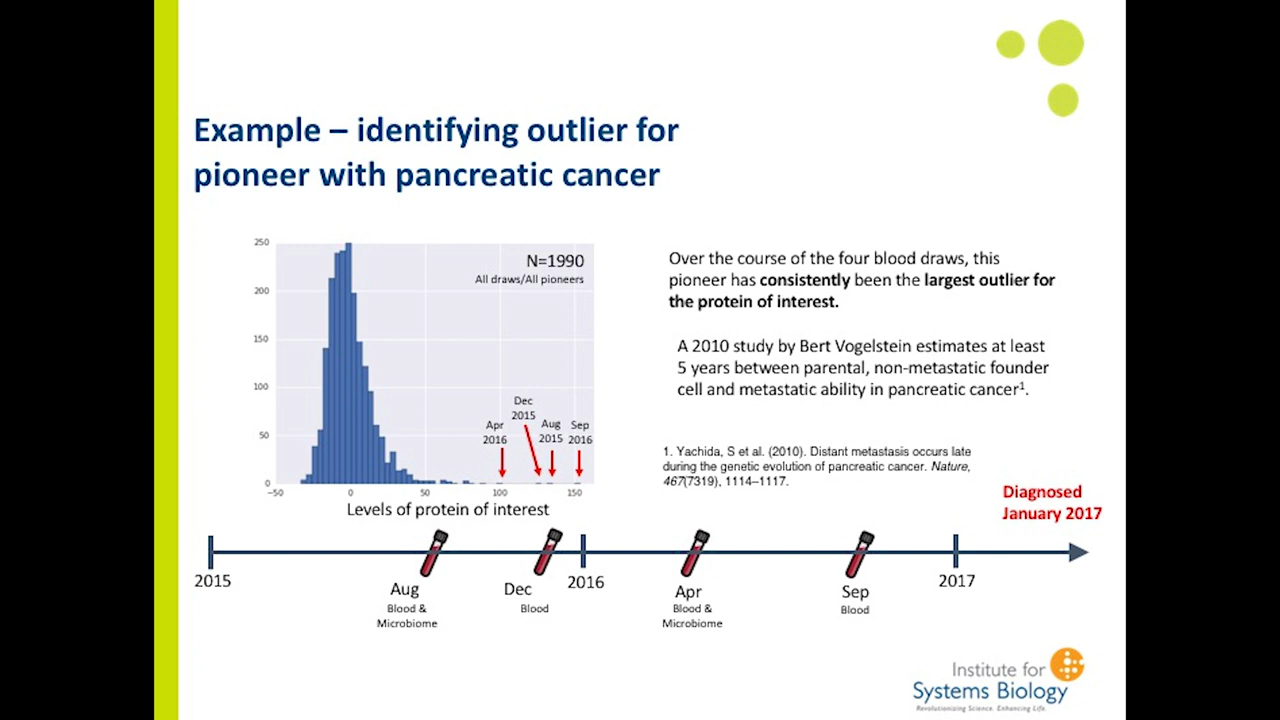 Example – identifying outlier for
pioneer with pancreatic cancer
250
200
150
100
50
0
−50
0
50
100
150
N=1990
All draws/All pioneers
Apr
2016
Dec
2015
Aug
2015
Sep
2016
Levels of protein of interest
Over the course of the four blood draws, this
pioneer has consistently been the largest outlier for
the protein of interest.
A 2010 study by Bert Vogelstein estimates at least
5 years between parental, non-metastatic founder
cell and metastatic ability in pancreatic cancer¹.
1. Yachida, S et al. (2010). Distant metastasis occurs late
during the genetic evolution of pancreatic cancer. Nature,
467(7319), 1114–1117.
Diagnosed
January 2017
2015
Aug
Blood &
Microbiome
Dec
Blood
2016
Apr
Blood &
Microbiome
Sep
Blood
2017
Institute for
Systems Biology
Revolutionizing Science. Enhancing Life.